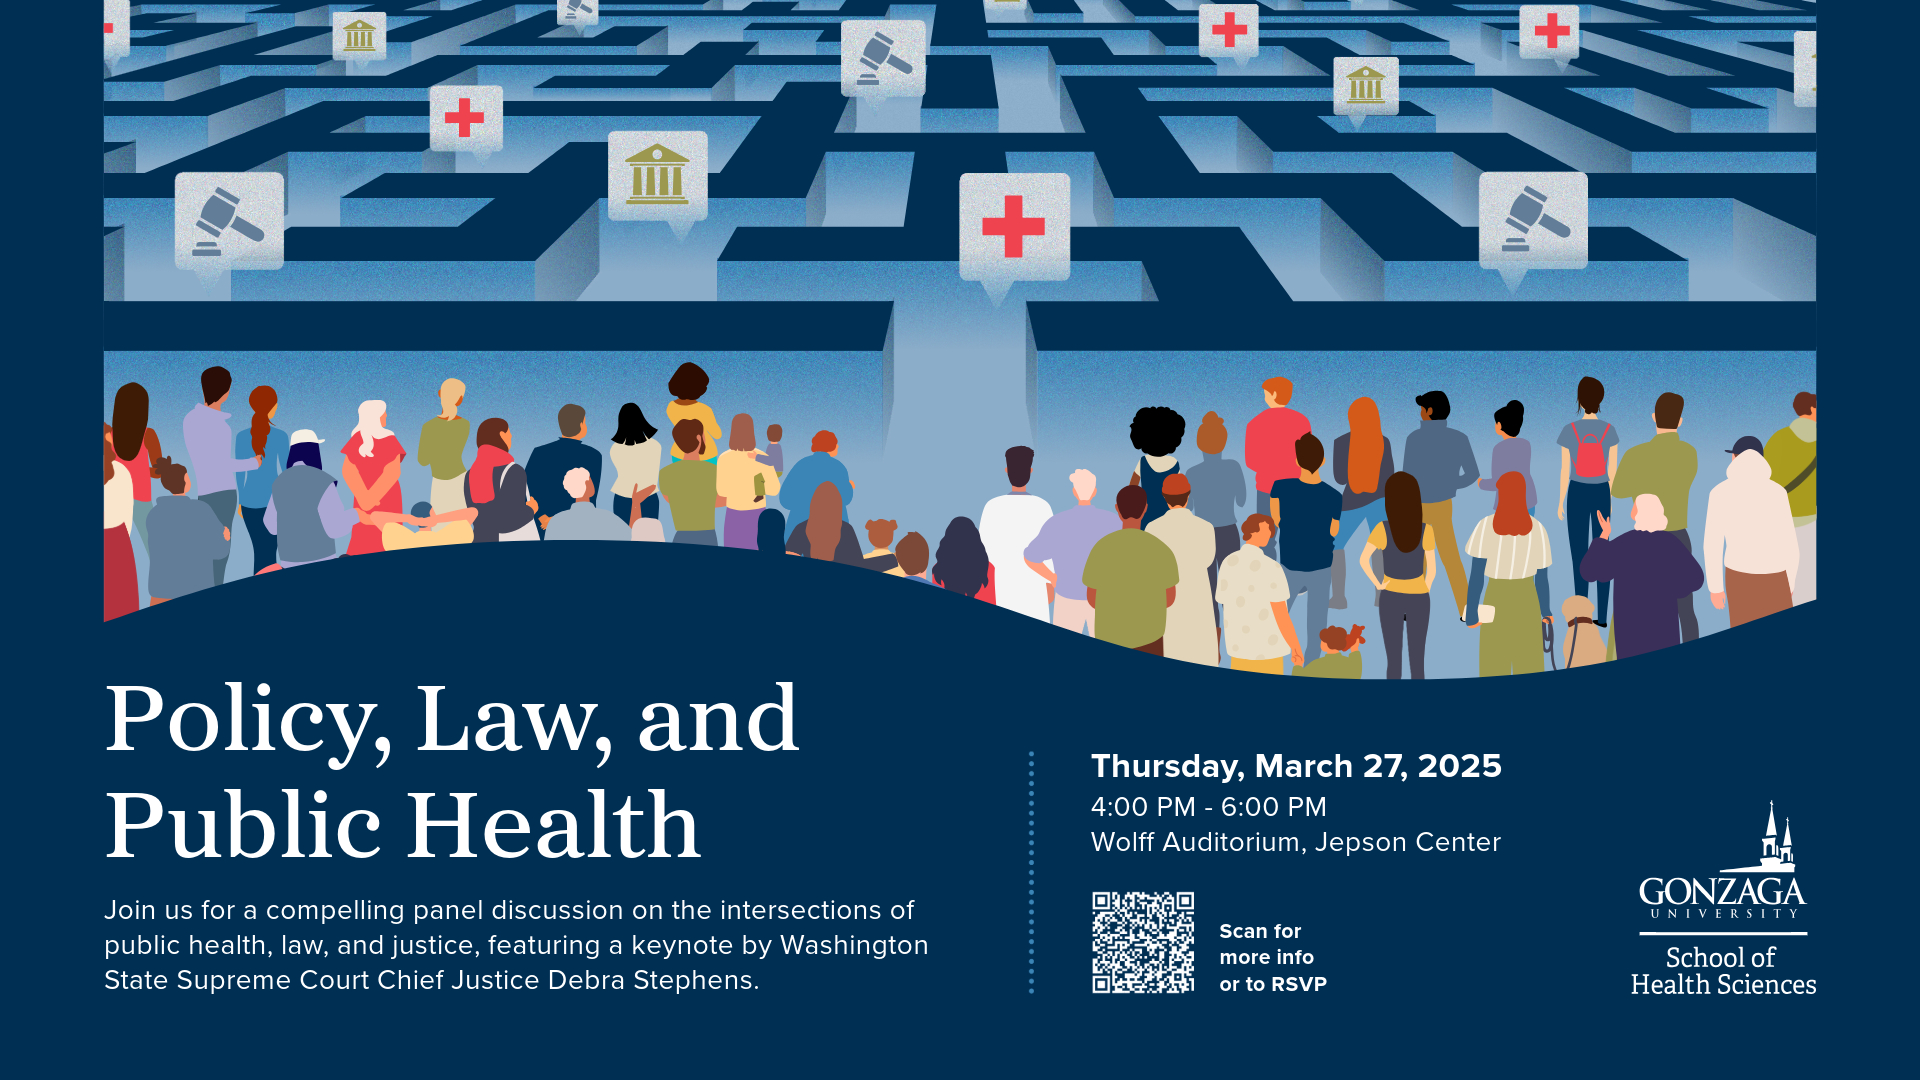 Policy, Law, and
Public Health
Join us for a compelling panel discussion on the intersections of
public health, law, and justice, featuring a keynote by Washington
State Supreme Court Chief Justice Debra Stephens.
Thursday, March 27, 2025
4:00 PM - 6:00 PM
Wolff Auditorium, Jepson Center
Scan for
more info
or to RSVP
GONZAGA
UNIVERSITY
School of
Health Sciences